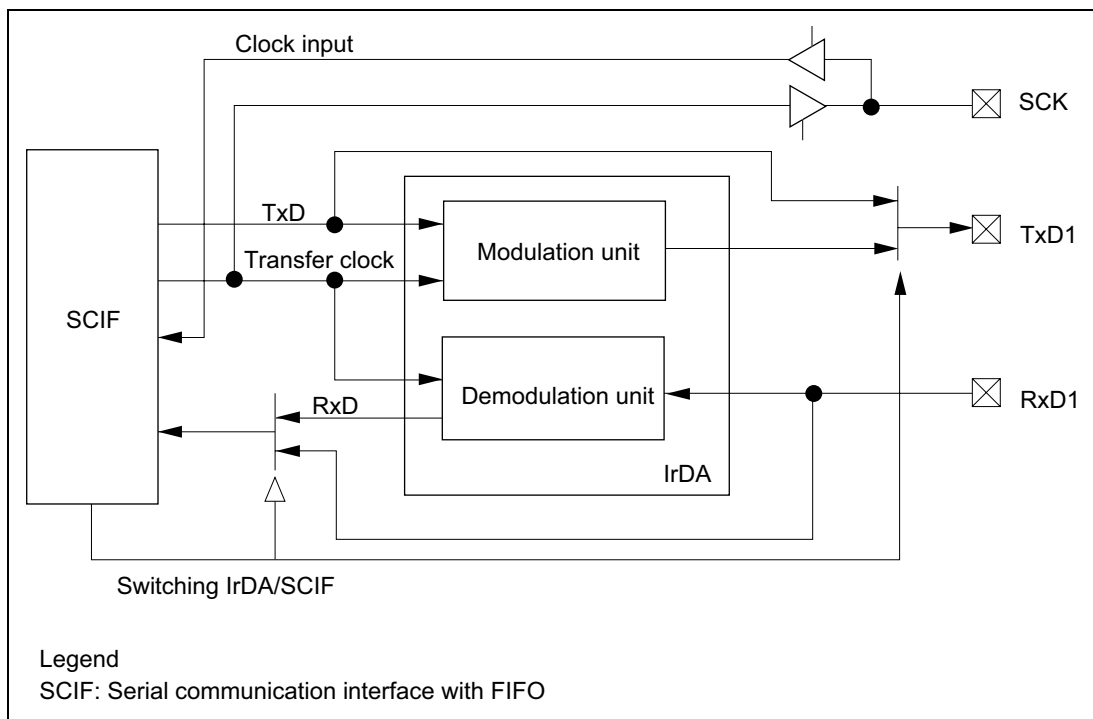 Clock input
SCK
TxD
TxD1
Modulation unit
Transfer clock
SCIF
Demodulation unit
RxD
RxD1
IrDA
Switching IrDA/SCIF
Legend
SCIF: Serial communication interface with FIFO